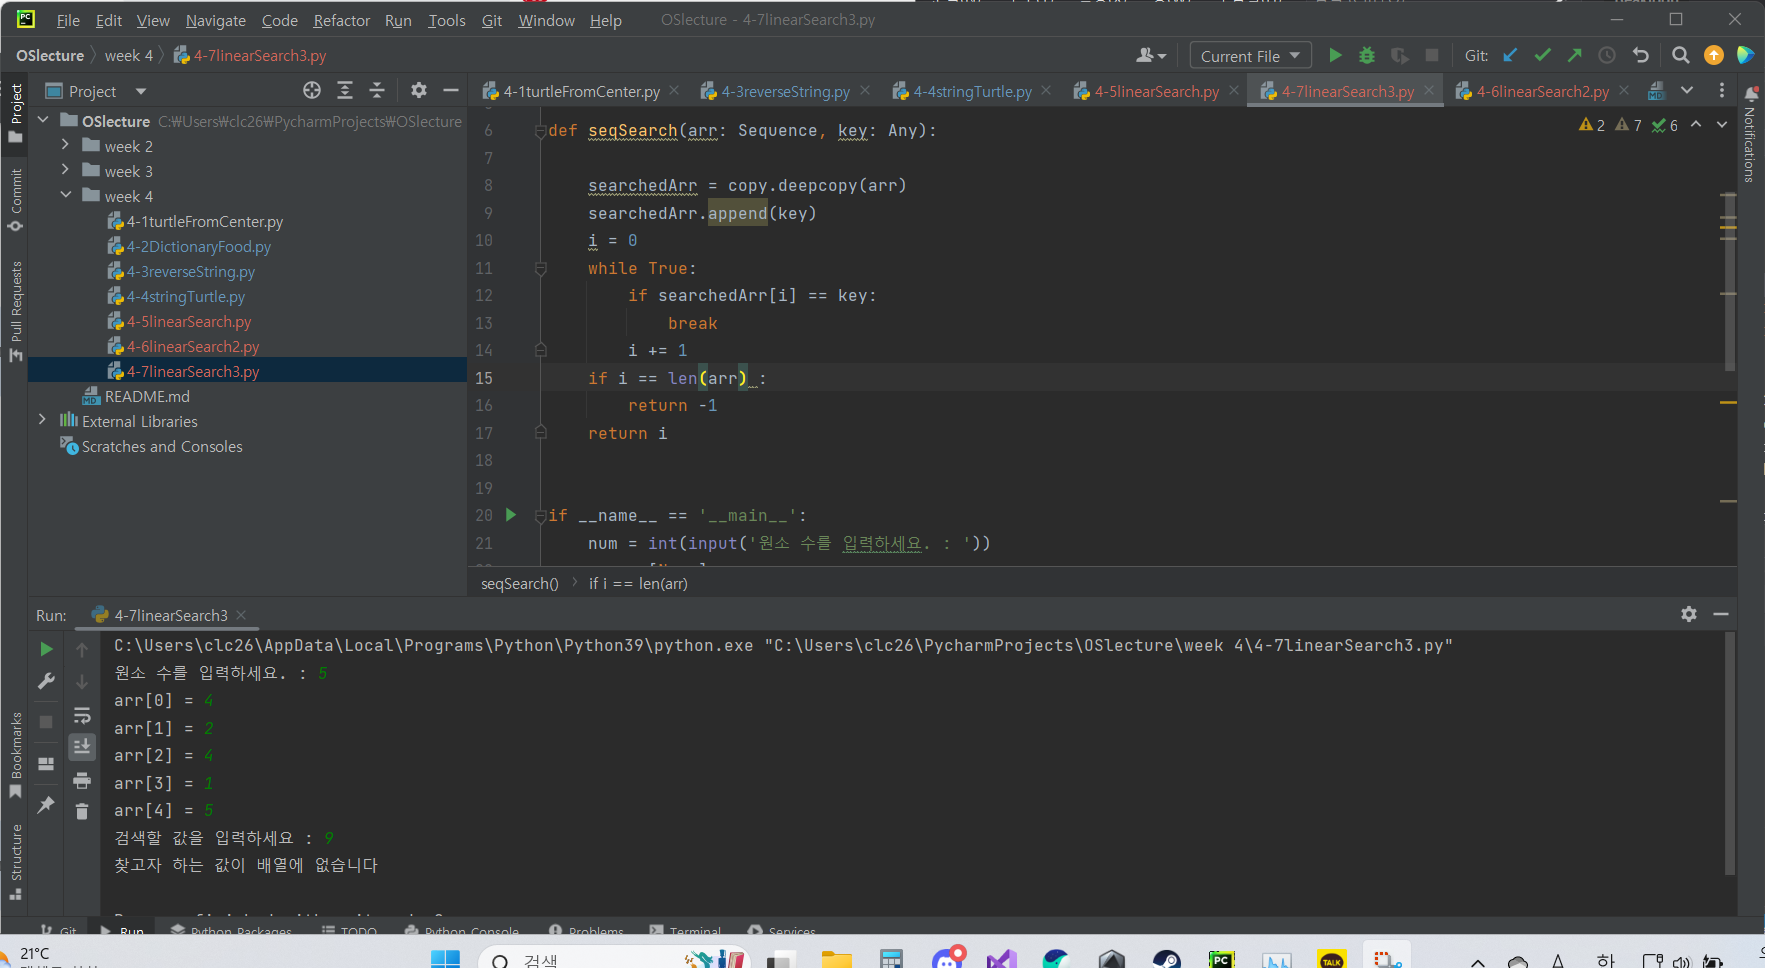 File Edit View Navigate Code Refactor Run Tools Git Window Help OSlecture - 4-7linearSearch3.py
OSlecture week 4 4-7linearSearch3.py Current File Git:
Project
1turtleFromCenter.py 4-3reverseString.py 4-4stringTurtle.py 4-5linearSearch.py 4-7linearSearch3.py 4-6linearSearch2.py
OSlecture C:₩Users₩clc26₩PycharmProjects₩OSlecture
week 2
week 3
week 4
4-1turtleFromCenter.py
4-2DictionaryFood.py
4-3reverseString.py
4-4stringTurtle.py
4-5linearSearch.py
4-6linearSearch2.py
4-7linearSearch3.py
README.md
External Libraries
Scratches and Consoles
Project
Commit
Pull Requests
Bookmarks
Structure
Notifications
2 7 6
6 def seqSearch(arr: Sequence, key: Any):
7
8 searchedArr = copy.deepcopy(arr)
9 searchedArr.append(key)
10 i = 0
11 while True:
12 if searchedArr[i] == key:
13 break
14 i += 1
15 if i == len(arr) :
16 return -1
17 return i
18
19
20 if __name__ == '__main__':
21 num = int(input('원소 수를 입력하세요. : '))
seqSearch() if i == len(arr)
Run: 4-7linearSearch3
C:\Users\clc26\AppData\Local\Programs\Python\Python39\python.exe "C:\Users\clc26\PycharmProjects\OSlecture\week 4\4-7linearSearch3.py"
원소 수를 입력하세요. : 5
arr[0] = 4
arr[1] = 2
arr[2] = 4
arr[3] = 1
arr[4] = 5
검색할 값을 입력하세요 : 9
찾고자 하는 값이 배열에 없습니다
Git Run Python Packages TODO Python Console Problems Terminal Services
21°C
검색
PC
TALK
A 하